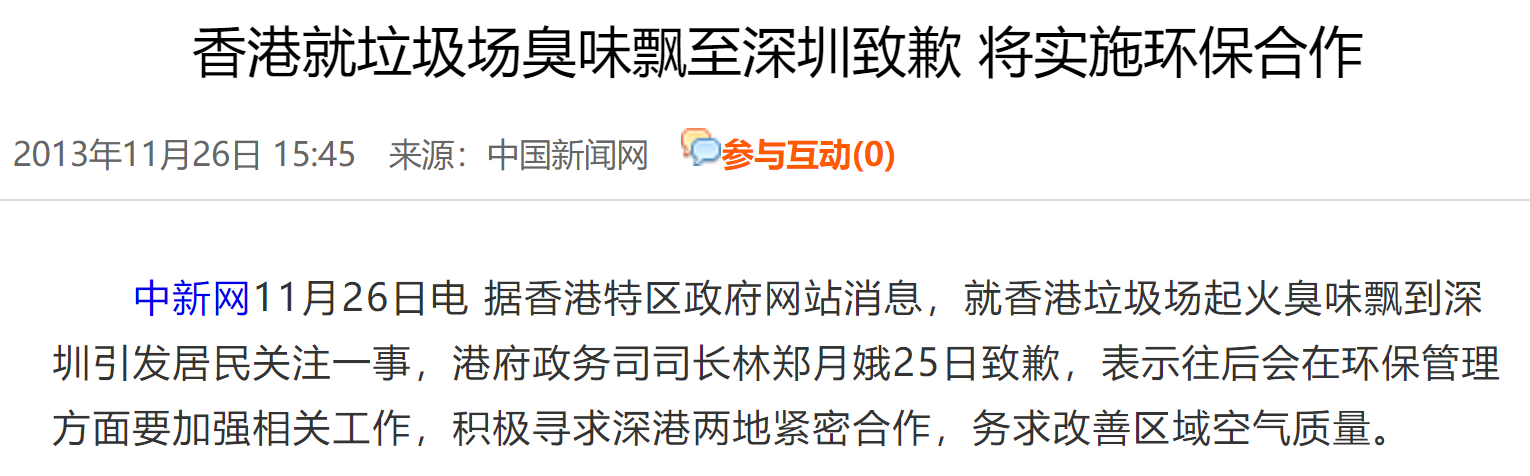 香港就垃圾场臭味飘至深圳致歉 将实施环保合作
2013年11月26日 15:45 来源：中国新闻网 参与互动(0)
中新网11月26日电 据香港特区政府网站消息，就香港垃圾场起火臭味飘到深
圳引发居民关注一事，港府政务司司长林郑月娥25日致歉，表示往后会在环保管理
方面要加强相关工作，积极寻求深港两地紧密合作，务求改善区域空气质量。